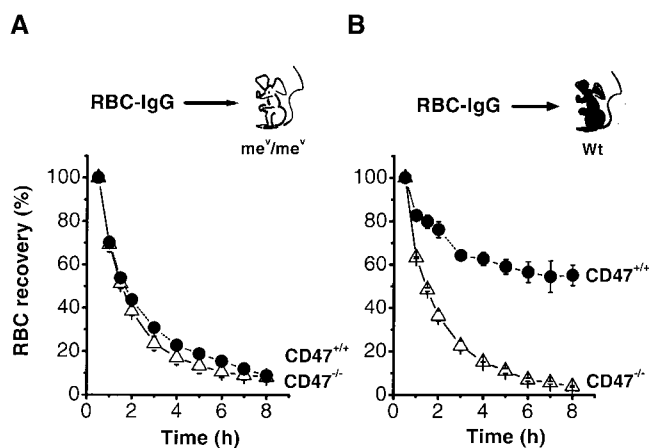 A
B
RBC-IgG
me^v/me^v
RBC-IgG
Wt
RBC recovery (%)
100
80
60
40
20
0
CD47^+/+
CD47^-/-
0 2 4 6 8
Time (h)
100
80
60
40
20
0
CD47^+/+
CD47^-/-
0 2 4 6 8
Time (h)